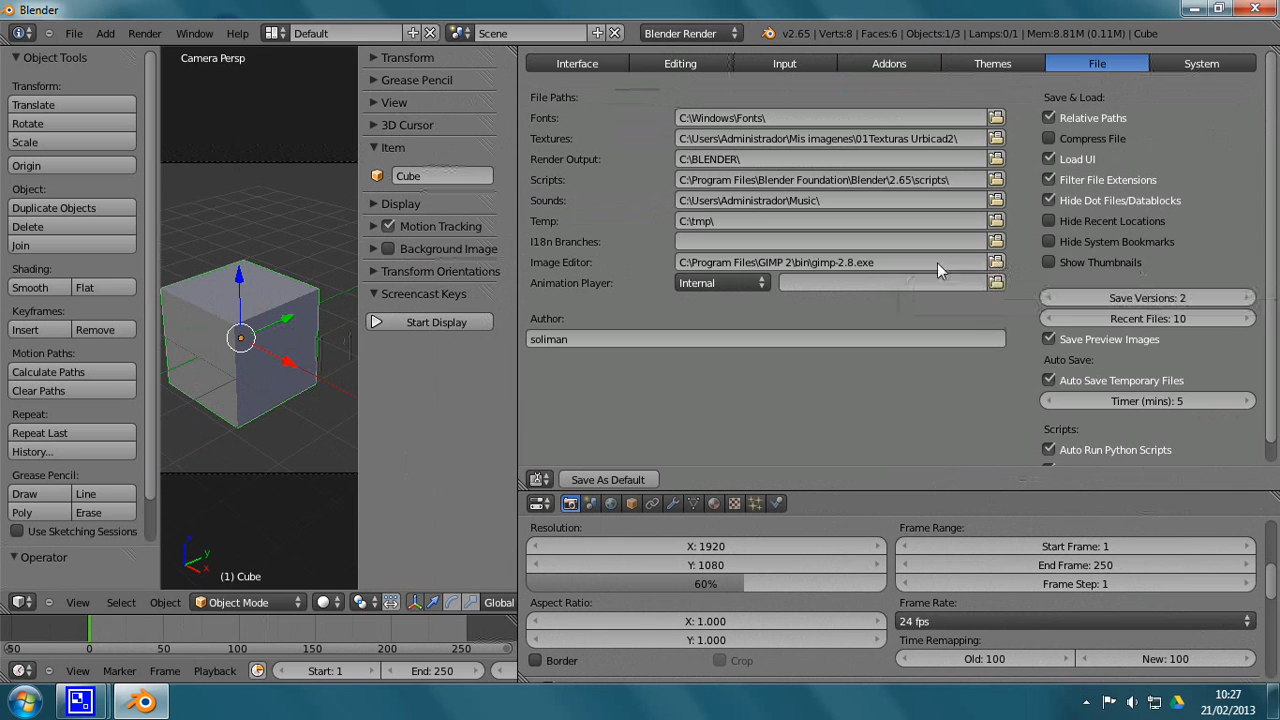 Blender
File Add Render Window Help Default Scene Blender Render v2.65 | Verts:8 | Faces:6 | Objects:1/3 | Lamps:0/1 | Mem:8.81M (0.11M) | Cube
Object Tools
Transform:
Translate
Rotate
Scale
Origin
Object:
Duplicate Objects
Delete
Join
Shading:
Smooth Flat
Keyframes:
Insert Remove
Motion Paths:
Calculate Paths
Clear Paths
Repeat:
Repeat Last
History...
Grease Pencil:
Draw Line
Poly Erase
Use Sketching Sessions
Operator
Camera Persp
z
y
x
(1) Cube
Transform
Grease Pencil
View
3D Cursor
Item
Cube
Display
Motion Tracking
Background Image
Transform Orientations
Screencast Keys
Start Display
View Select Object Object Mode Global
-50 0 50 100 150 200 250
View Marker Frame Playback Start: 1 End: 250
Interface Editing Input Addons Themes File System
File Paths:
Fonts: C:\Windows\Fonts\
Textures: C:\Users\Administrador\Mis imagenes\01Texturas Urbicad2\
Render Output: C:\BLENDER\
Scripts: C:\Program Files\Blender Foundation\Blender\2.65\scripts\
Sounds: C:\Users\Administrador\Music\
Temp: C:\tmp\
I18n Branches:
Image Editor: C:\Program Files\GIMP 2\bin\gimp-2.8.exe
Animation Player: Internal
Author:
soliman
Save & Load:
Relative Paths
Compress File
Load UI
Filter File Extensions
Hide Dot Files/Datablocks
Hide Recent Locations
Hide System Bookmarks
Show Thumbnails
Save Versions: 2
Recent Files: 10
Save Preview Images
Auto Save:
Auto Save Temporary Files
Timer (mins): 5
Scripts:
Auto Run Python Scripts
Save As Default
Resolution:
X: 1920
Y: 1080
60%
Aspect Ratio:
X: 1.000
Y: 1.000
Border Crop
Frame Range:
Start Frame: 1
End Frame: 250
Frame Step: 1
Frame Rate:
24 fps
Time Remapping:
Old: 100 New: 100
10:27
21/02/2013